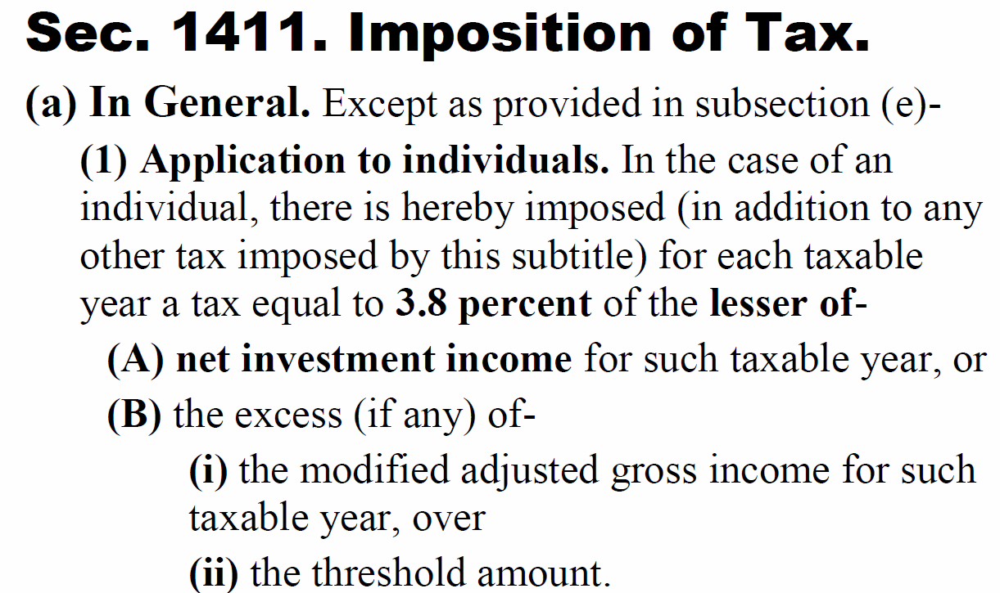 Sec. 1411. Imposition of Tax.
(a) In General. Except as provided in subsection (e)-
(1) Application to individuals. In the case of an
individual, there is hereby imposed (in addition to any
other tax imposed by this subtitle) for each taxable
year a tax equal to 3.8 percent of the lesser of-
(A) net investment income for such taxable year, or
(B) the excess (if any) of-
(i) the modified adjusted gross income for such
taxable year, over
(ii) the threshold amount.